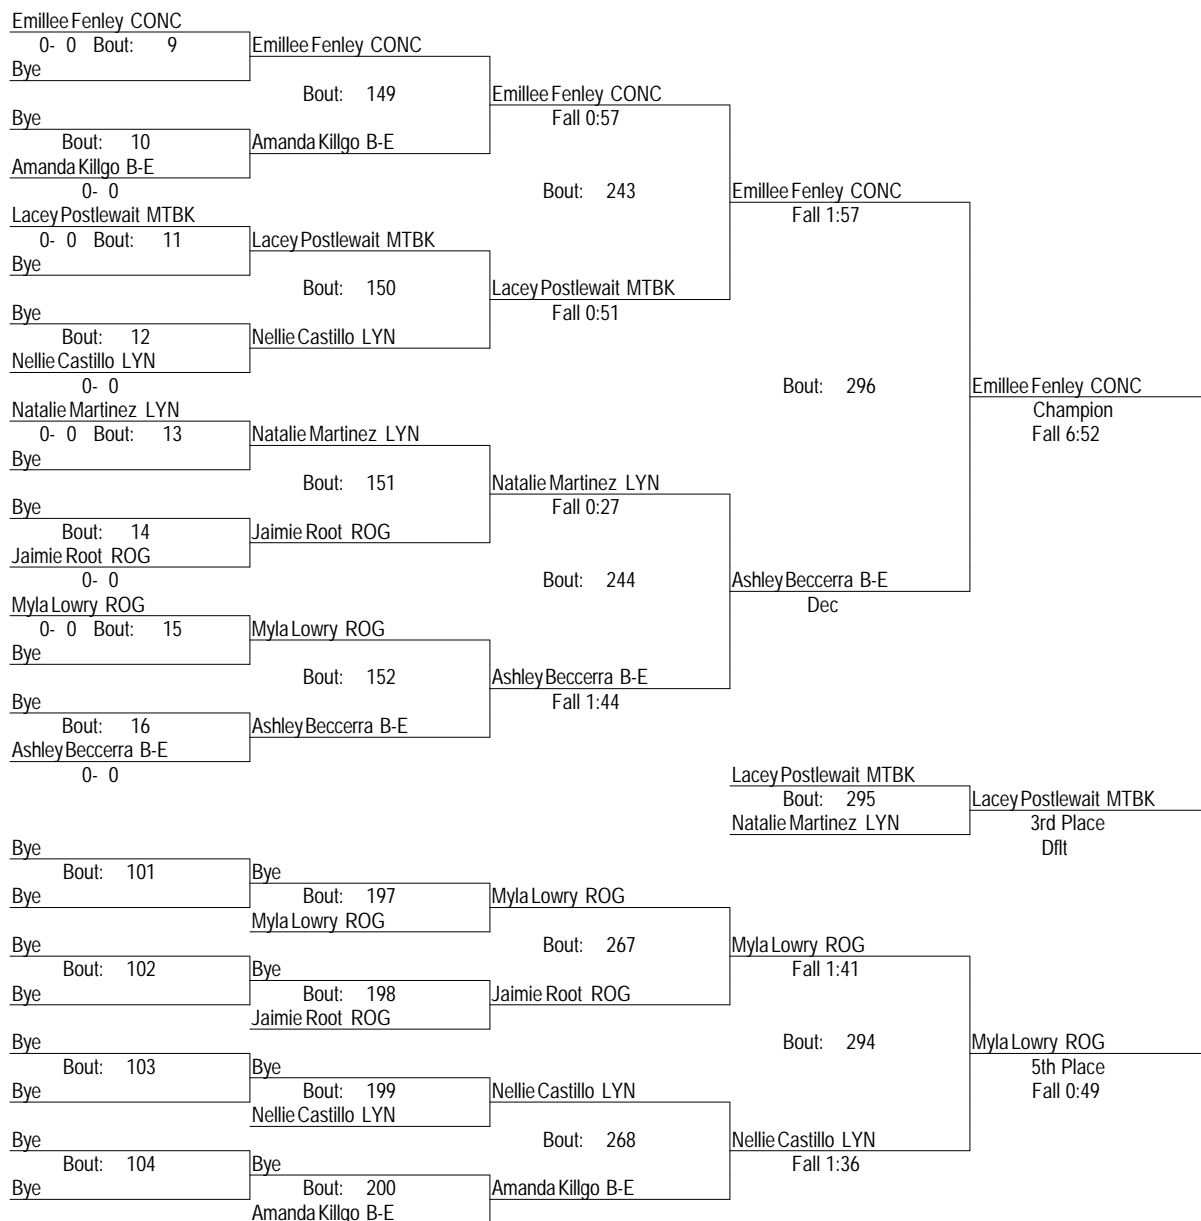 Emillee Fenley CONC
0- 0 Bout: 9 Emillee Fenley CONC
Bye
Bout: 149 Emillee Fenley CONC
Bye Fall 0:57
Bout: 10 Amanda Killgo B-E
Amanda Killgo B-E
0- 0 Bout: 243 Emillee Fenley CONC
Lacey Postlewait MTBK Fall 1:57
0- 0 Bout: 11 Lacey Postlewait MTBK
Bye
Bout: 150 Lacey Postlewait MTBK
Bye Fall 0:51
Bout: 12 Nellie Castillo LYN
Nellie Castillo LYN
0- 0 Bout: 296 Emillee Fenley CONC
Natalie Martinez LYN Champion
0- 0 Bout: 13 Natalie Martinez LYN Fall 6:52
Bye
Bout: 151 Natalie Martinez LYN
Bye Fall 0:27
Bout: 14 Jaimie Root ROG
Jaimie Root ROG
0- 0 Bout: 244 Ashley Beccerra B-E
Myla Lowry ROG Dec
0- 0 Bout: 15 Myla Lowry ROG
Bye
Bout: 152 Ashley Beccerra B-E
Bye Fall 1:44
Bout: 16 Ashley Beccerra B-E
Ashley Beccerra B-E
0- 0 Lacey Postlewait MTBK
Bout: 295 Lacey Postlewait MTBK
Natalie Martinez LYN 3rd Place
Bye Dflt
Bout: 101 Bye
Bye Bout: 197 Myla Lowry ROG
Myla Lowry ROG
Bye Bout: 267 Myla Lowry ROG
Bout: 102 Bye Fall 1:41
Bye Bout: 198 Jaimie Root ROG
Jaimie Root ROG
Bye Bout: 294 Myla Lowry ROG
Bout: 103 Bye 5th Place
Bye Bout: 199 Nellie Castillo LYN Fall 0:49
Nellie Castillo LYN
Bye Bout: 268 Nellie Castillo LYN
Bout: 104 Bye Fall 1:36
Bye Bout: 200 Amanda Killgo B-E
Amanda Killgo B-E